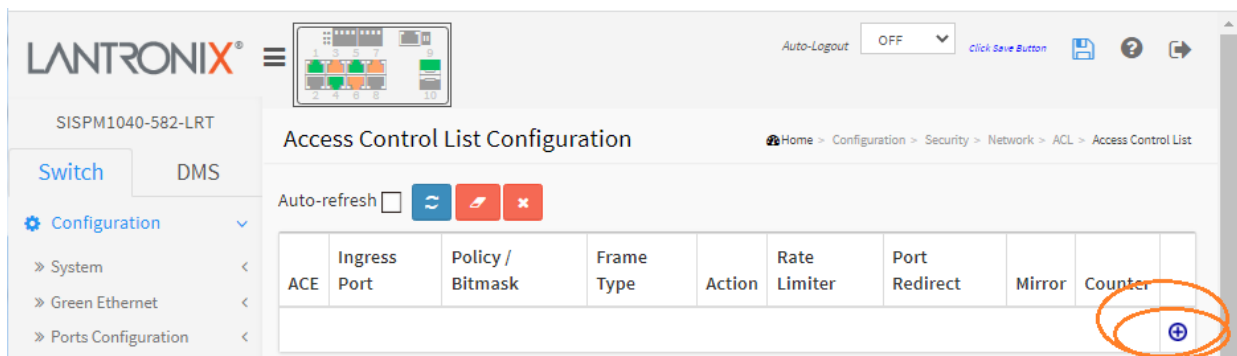 LANTRONIX®
1 3 5 7 9
2 4 6 8 10
Auto-Logout OFF Click Save Button
SISPM1040-582-LRT
Switch DMS
Configuration
» System
» Green Ethernet
» Ports Configuration
Access Control List Configuration
Home > Configuration > Security > Network > ACL > Access Control List
Auto-refresh
ACE Ingress Port Policy / Bitmask Frame Type Action Rate Limiter Port Redirect Mirror Counter